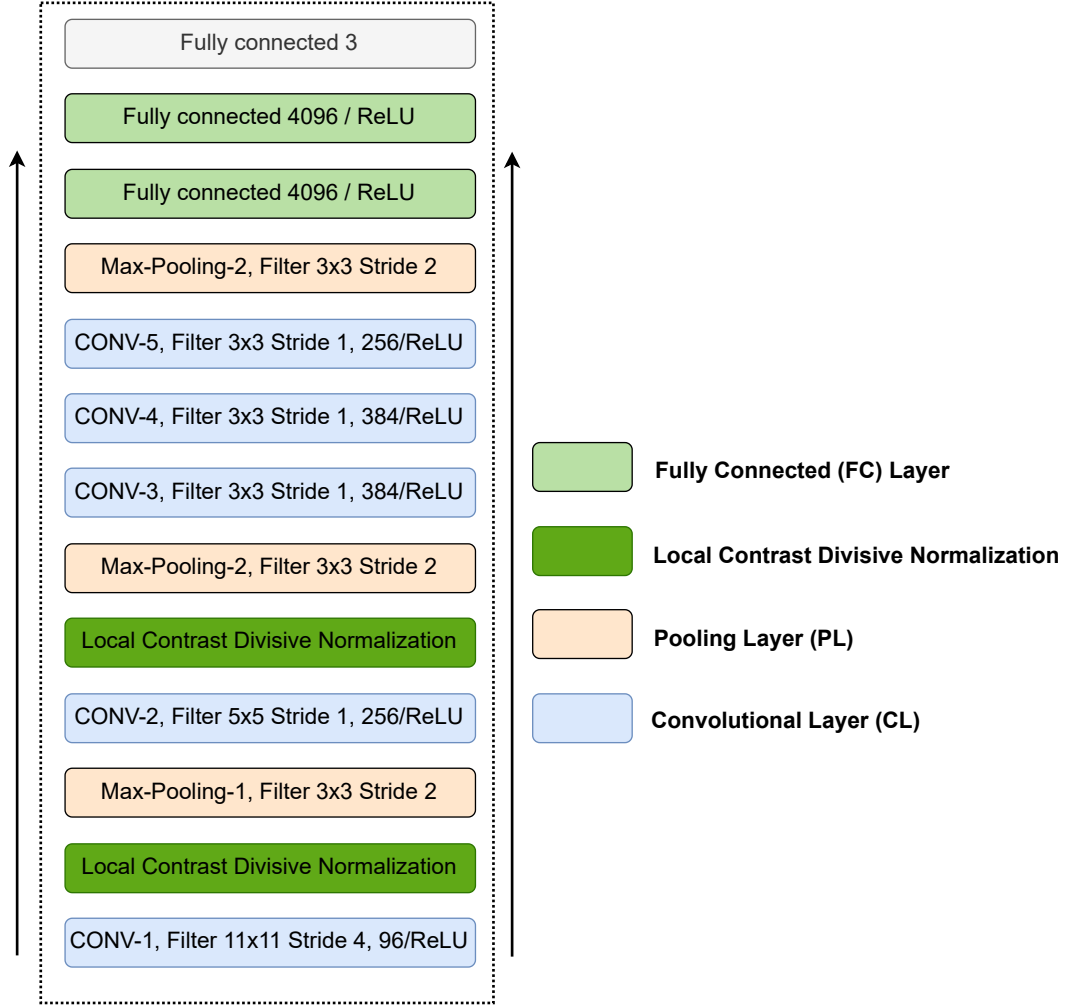 Fully connected 3
Fully connected 4096 / ReLU
Fully connected 4096 / ReLU
Max-Pooling-2, Filter 3x3 Stride 2
CONV-5, Filter 3x3 Stride 1, 256/ReLU
CONV-4, Filter 3x3 Stride 1, 384/ReLU
CONV-3, Filter 3x3 Stride 1, 384/ReLU
Max-Pooling-2, Filter 3x3 Stride 2
Local Contrast Divisive Normalization
CONV-2, Filter 5x5 Stride 1, 256/ReLU
Max-Pooling-1, Filter 3x3 Stride 2
Local Contrast Divisive Normalization
CONV-1, Filter 11x11 Stride 4, 96/ReLU
Fully Connected (FC) Layer
Local Contrast Divisive Normalization
Pooling Layer (PL)
Convolutional Layer (CL)